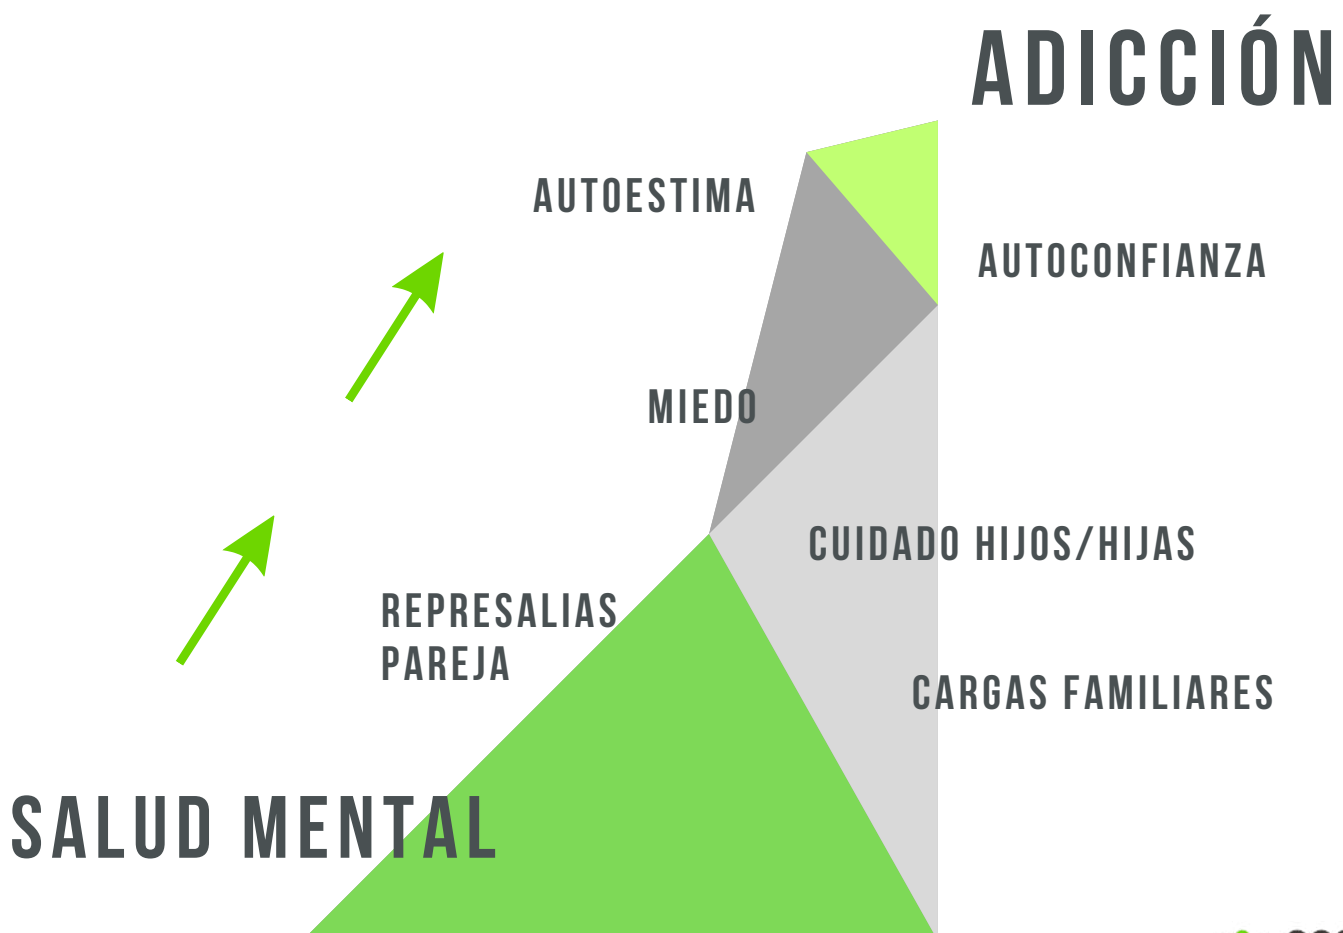 ADICCIÓN
AUTOESTIMA
AUTOCONFIANZA
MIEDO
CUIDADO HIJOS/HIJAS
REPRESALIAS
PAREJA
CARGAS FAMILIARES
SALUD MENTAL